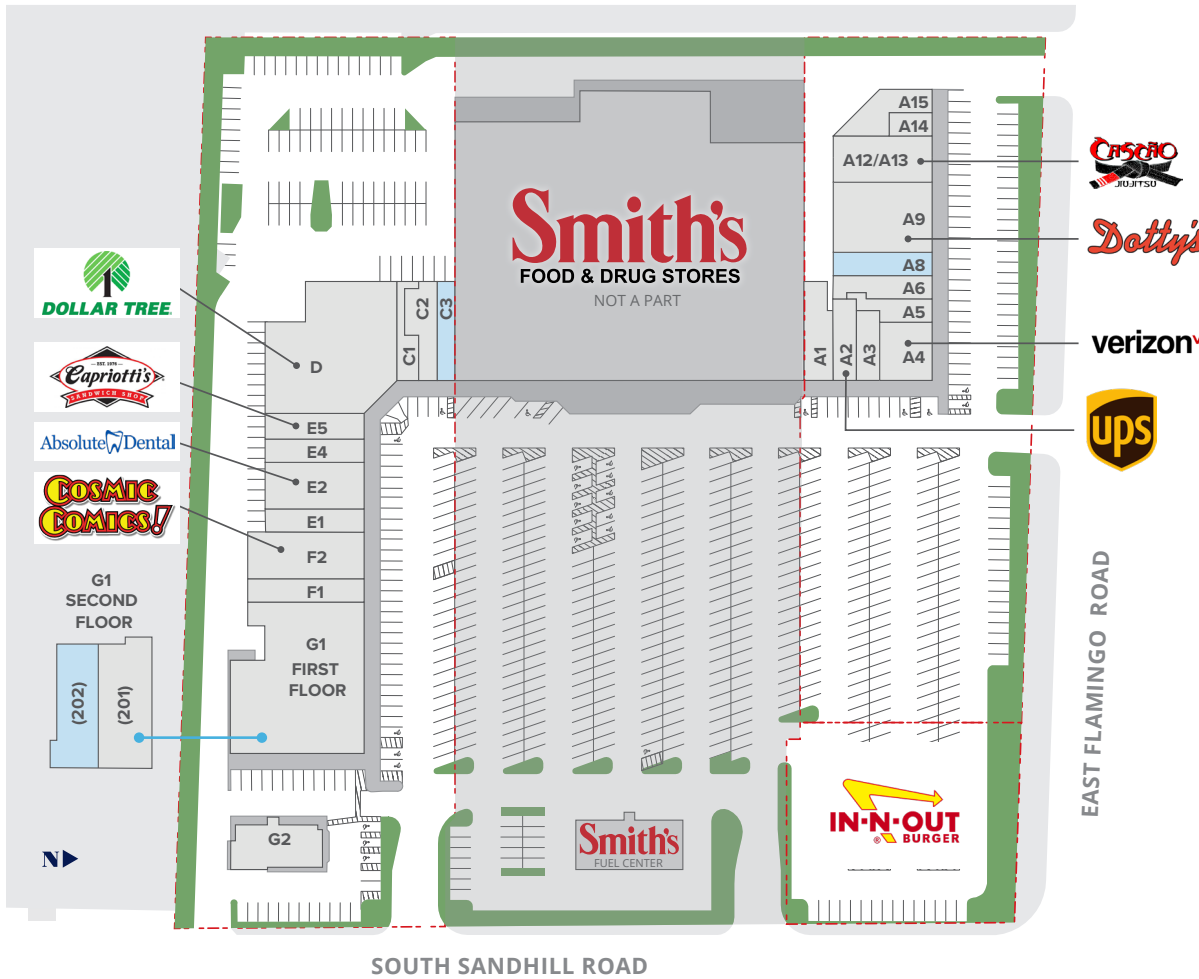 A15
A14
A12/A13
A9
A8
A6
A5
A4
A3
A2
A1
CASCÃO
JIUJITSU
Dotty's
verizon
ups
Smith's
FOOD & DRUG STORES
NOT A PART
DOLLAR TREE
EST. 1976
Capriotti's
SANDWICH SHOP
Absolute Dental
COSMIC
COMICS!!
C1
C2
C3
D
E5
E4
E2
E1
F2
F1
G1
FIRST
FLOOR
G1
SECOND
FLOOR
(202)
(201)
G2
N
Smith's
FUEL CENTER
IN-N-OUT
® BURGER
EAST FLAMINGO ROAD
SOUTH SANDHILL ROAD